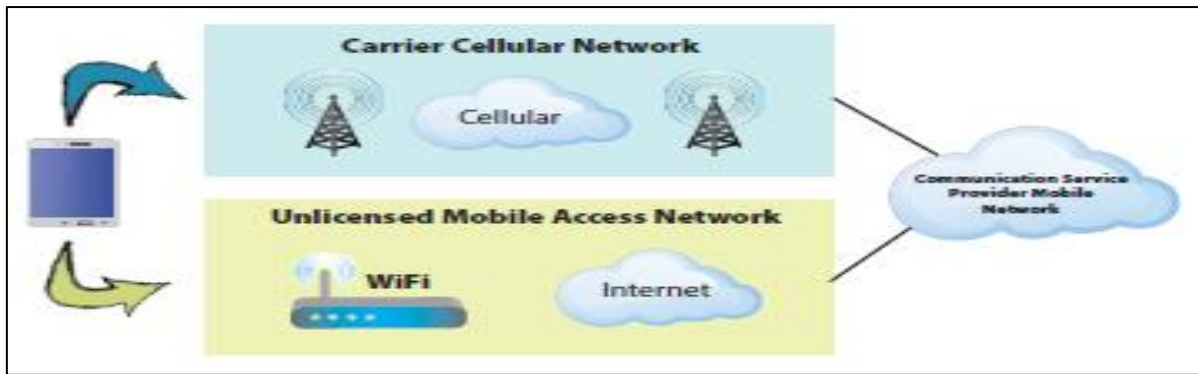 Carrier Cellular Network
Cellular
Unlicensed Mobile Access Network
WiFi
Internet
Communication Service
Provider Mobile
Network